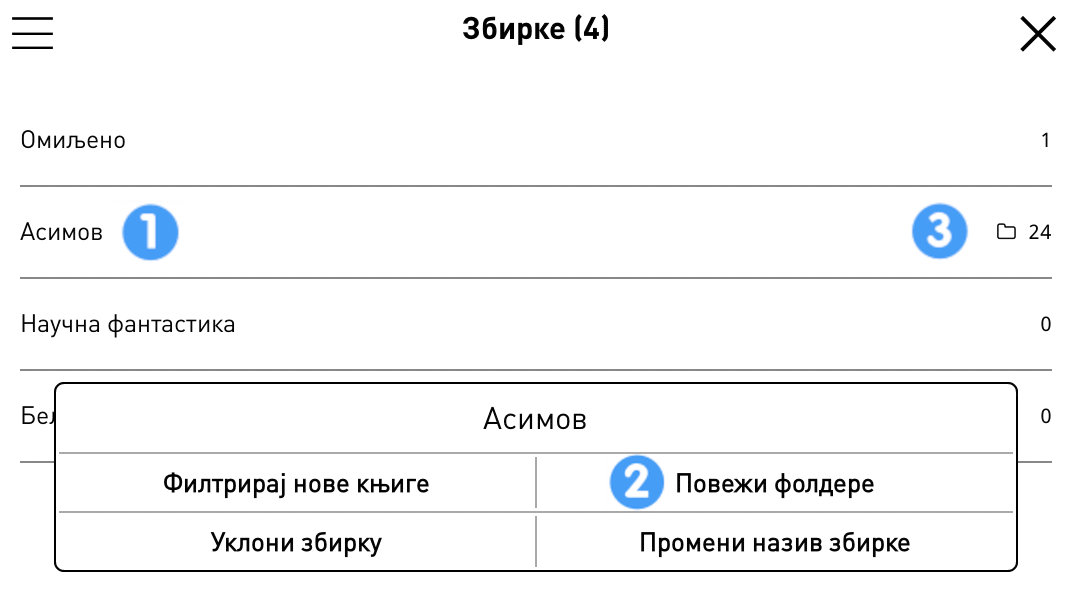 Збирке (4)
Омиљено 1
Асимов 1 3 24
Научна фантастика 0
0
Асимов
Филтрирај нове књиге 2 Повежи фолдере
Уклони збирку Промени назив збирке